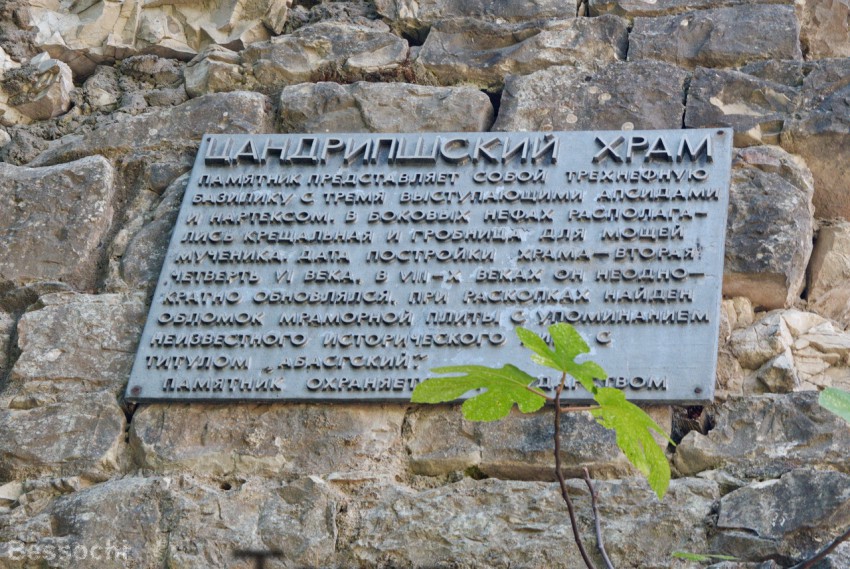 ЦАНДРИПШСКИЙ ХРАМ
ПАМЯТНИК ПРЕДСТАВЛЯЕТ СОБОЙ ТРЕХНЕФНУЮ
БАЗИЛИКУ С ТРЕМЯ ВЫСТУПАЮЩИМИ АПСИДАМИ
И НАРТЕКСОМ. В БОКОВЫХ НЕФАХ РАСПОЛАГА-
ЛИСЬ КРЕЩАЛЬНАЯ И ГРОБНИЦА ДЛЯ МОЩЕЙ
МУЧЕНИКА. ДАТА ПОСТРОЙКИ ХРАМА — ВТОРАЯ
ЧЕТВЕРТЬ VI ВЕКА. В VIII-X ВЕКАХ ОН НЕОДНО-
КРАТНО ОБНОВЛЯЛСЯ. ПРИ РАСКОПКАХ НАЙДЕН
ОБЛОМОК МРАМОРНОЙ ПЛИТЫ С УПОМИНАНИЕМ
НЕИЗВЕСТНОГО ИСТОРИЧЕСКОГО С
ТИТУЛОМ „АБАСГСКИЙ".
ПАМЯТНИК ОХРАНЯЕТ
Bessochi